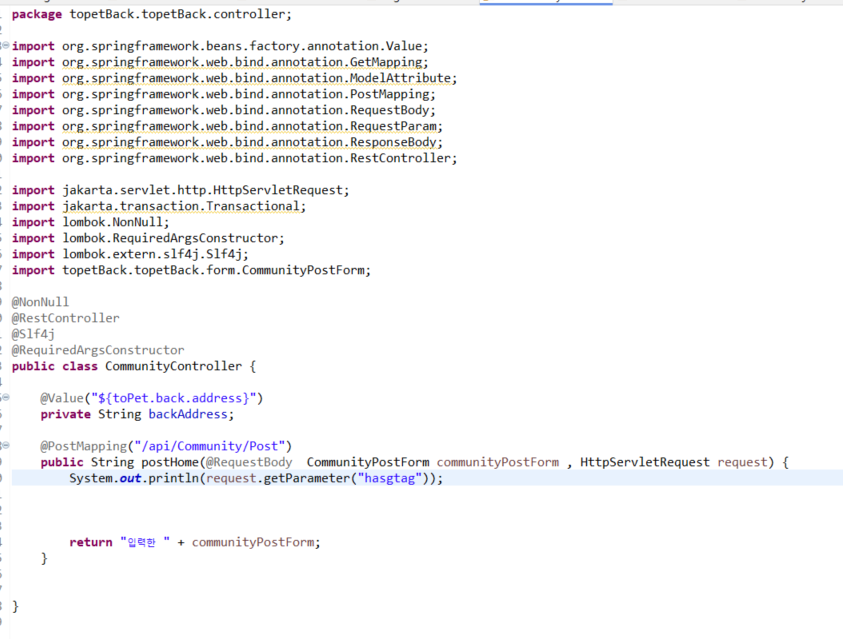 package topetBack.topetBack.controller;
import org.springframework.beans.factory.annotation.Value;
import org.springframework.web.bind.annotation.GetMapping;
import org.springframework.web.bind.annotation.ModelAttribute;
import org.springframework.web.bind.annotation.PostMapping;
import org.springframework.web.bind.annotation.RequestBody;
import org.springframework.web.bind.annotation.RequestParam;
import org.springframework.web.bind.annotation.ResponseBody;
import org.springframework.web.bind.annotation.RestController;
import jakarta.servlet.http.HttpServletRequest;
import jakarta.transaction.Transactional;
import lombok.NonNull;
import lombok.RequiredArgsConstructor;
import lombok.extern.slf4j.Slf4j;
import topetBack.topetBack.form.CommunityPostForm;
@NonNull
@RestController
@Slf4j
@RequiredArgsConstructor
public class CommunityController {
@Value("${toPet.back.address}")
private String backAddress;
@PostMapping("/api/Community/Post")
public String postHome(@RequestBody  CommunityPostForm communityPostForm , HttpServletRequest request) {
System.out.println(request.getParameter("hasgtag"));
return "입력한 " + communityPostForm;
}
}